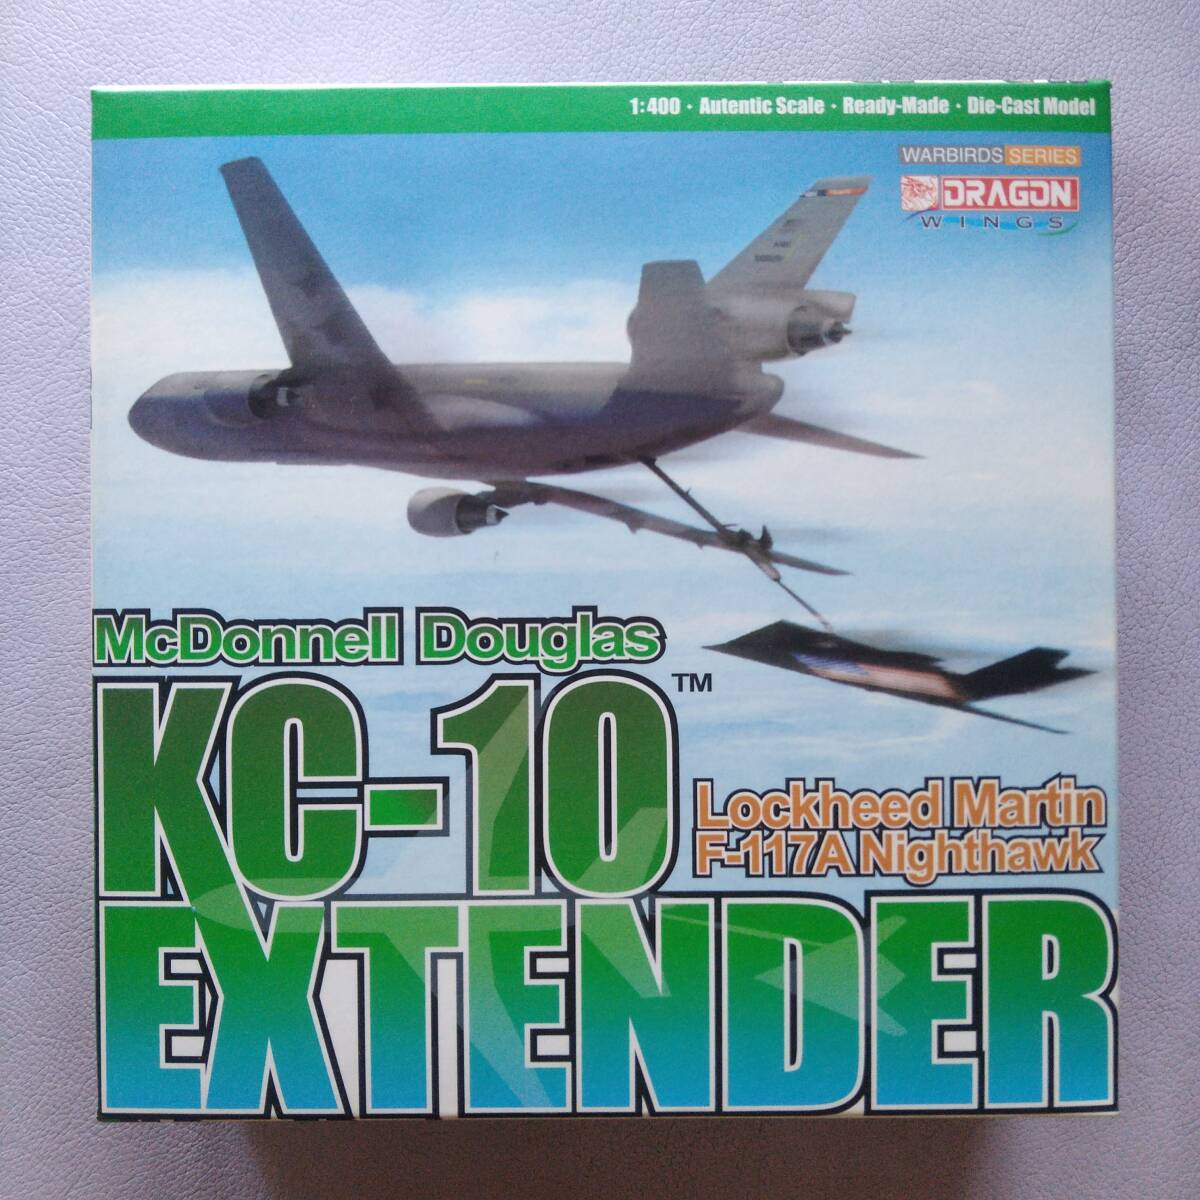 1:400 · Autentic Scale · Ready-Made · Die-Cast Model
WARBIRDS SERIES
DRAGON
WINGS
McDonnell Douglas
KC-10™
Lockheed Martin
F-117A Nighthawk
EXTENDER